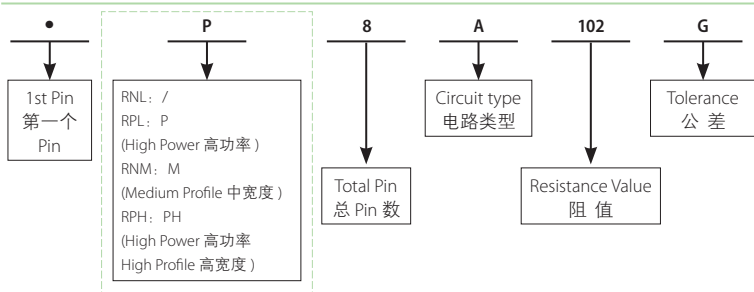 • P 8 A 102 G
1st Pin
第一个
Pin
RNL：/
RPL：P
(High Power 高功率 )
RNM：M
(Medium Profile 中宽度 )
RPH：PH
(High Power 高功率
High Profile 高宽度 )
Total Pin
总 Pin 数
Circuit type
电路类型
Resistance Value
阻 值
Tolerance
公 差